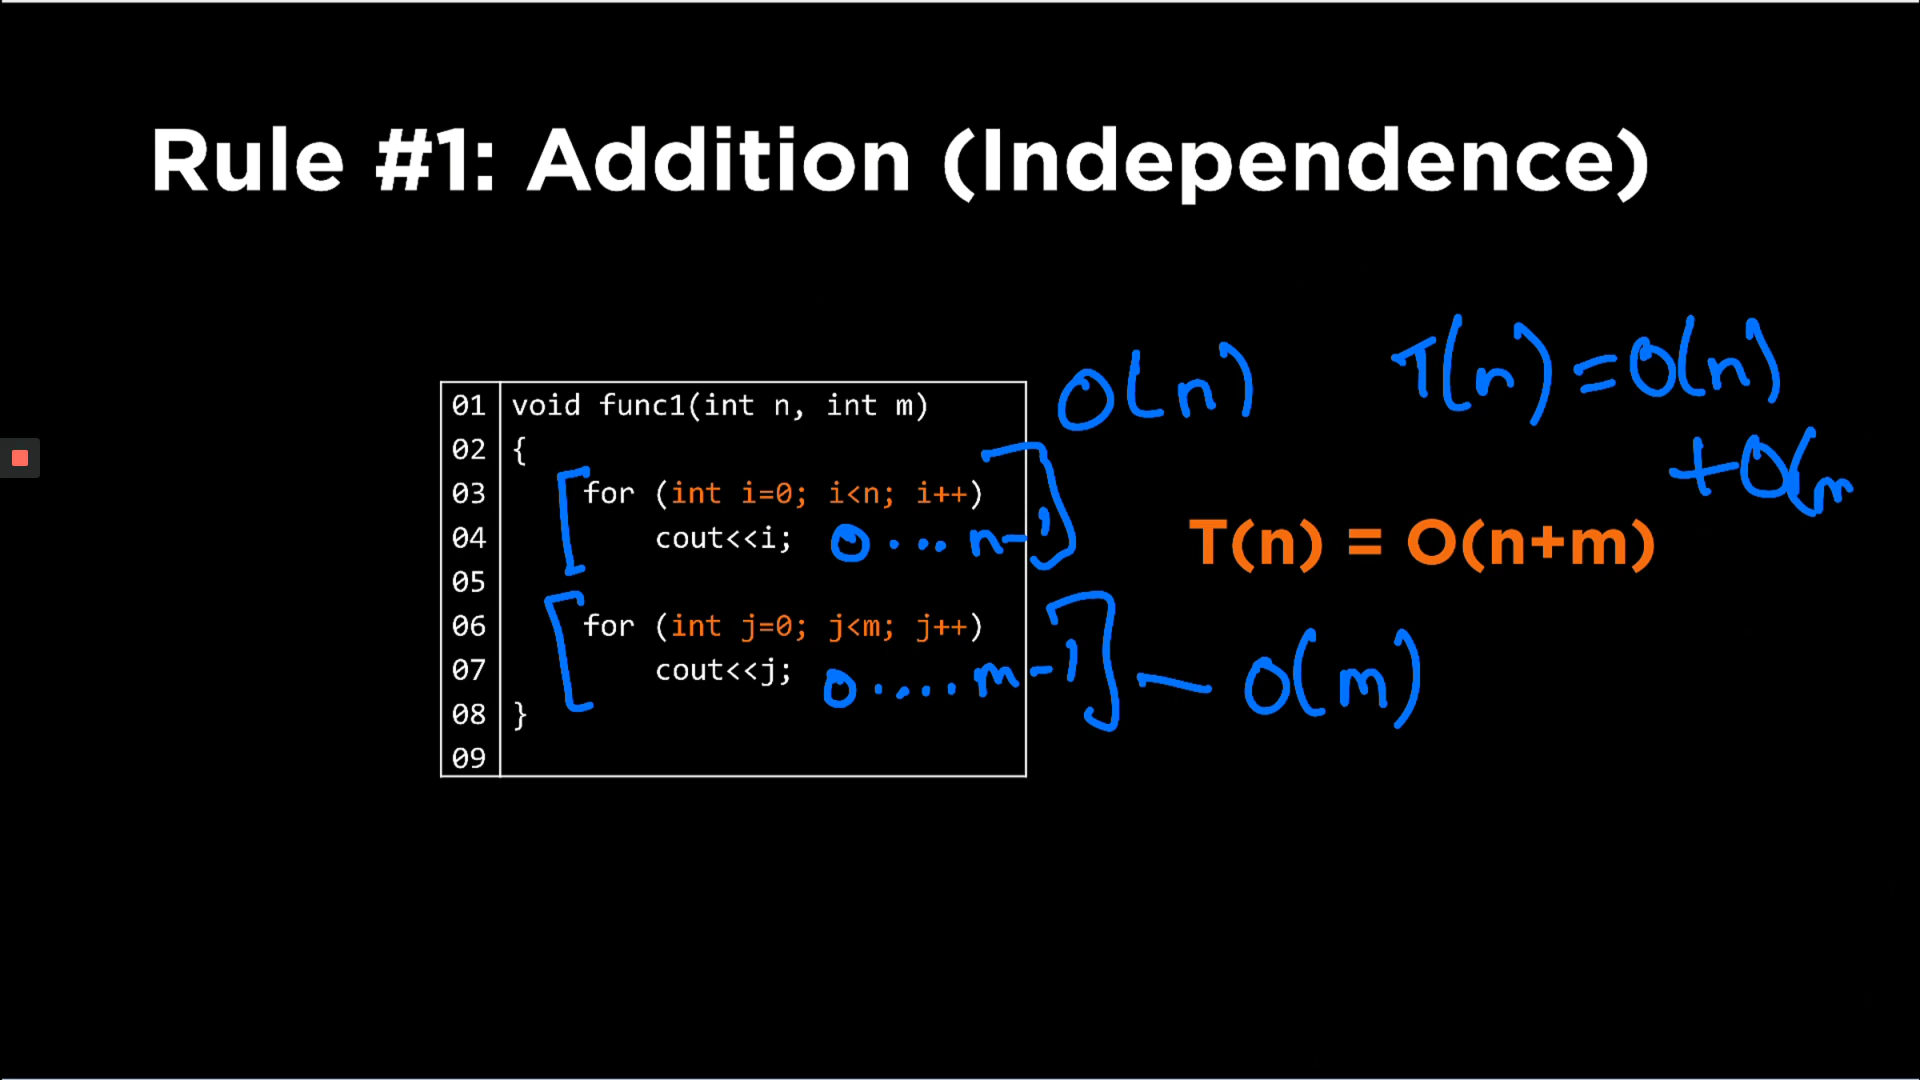 Rule #1: Addition (Independence)
01 void func1(int n, int m)
02 {
03 for (int i=0; i<n; i++)
04 cout<<i; 0 ... n-1
05
06 for (int j=0; j<m; j++)
07 cout<<j; 0 .... m-1
08 }
09
O(n)
T(n) = O(n)
+ O(m
T(n) = O(n+m)
— O(m)